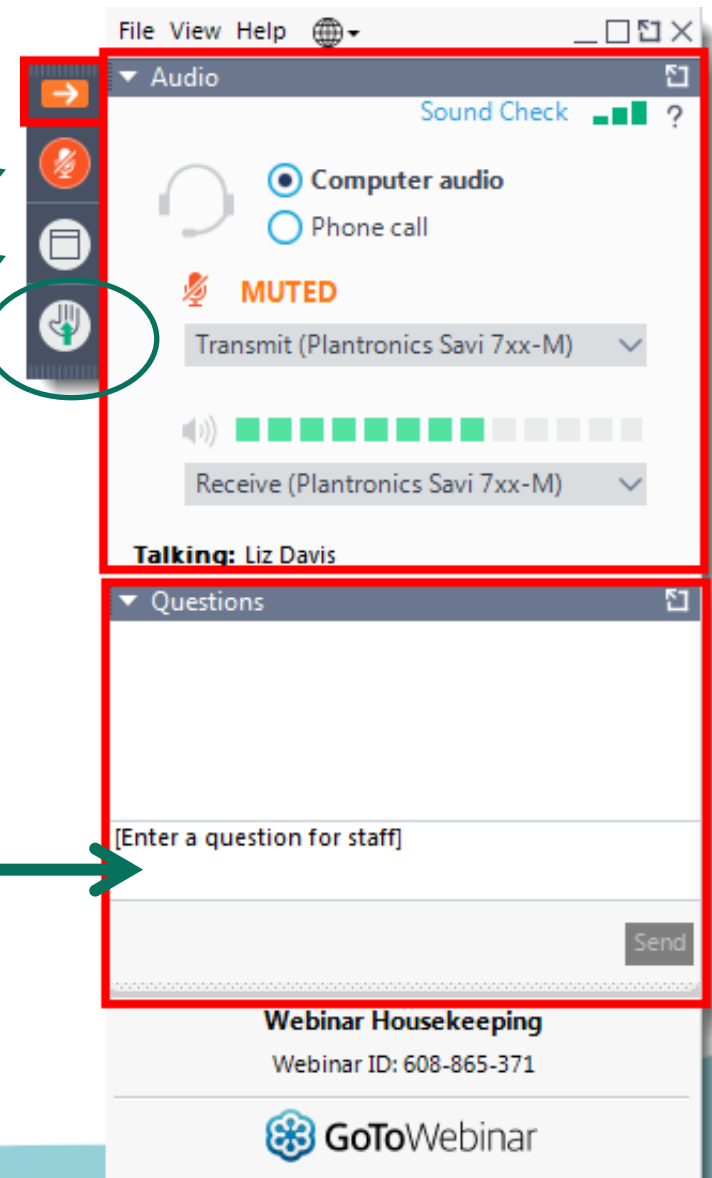 File View Help
Audio
Sound Check ?
Computer audio
Phone call
MUTED
Transmit (Plantronics Savi 7xx-M)
Receive (Plantronics Savi 7xx-M)
Talking: Liz Davis
Questions
[Enter a question for staff]
Send
Webinar Housekeeping
Webinar ID: 608-865-371
GoToWebinar